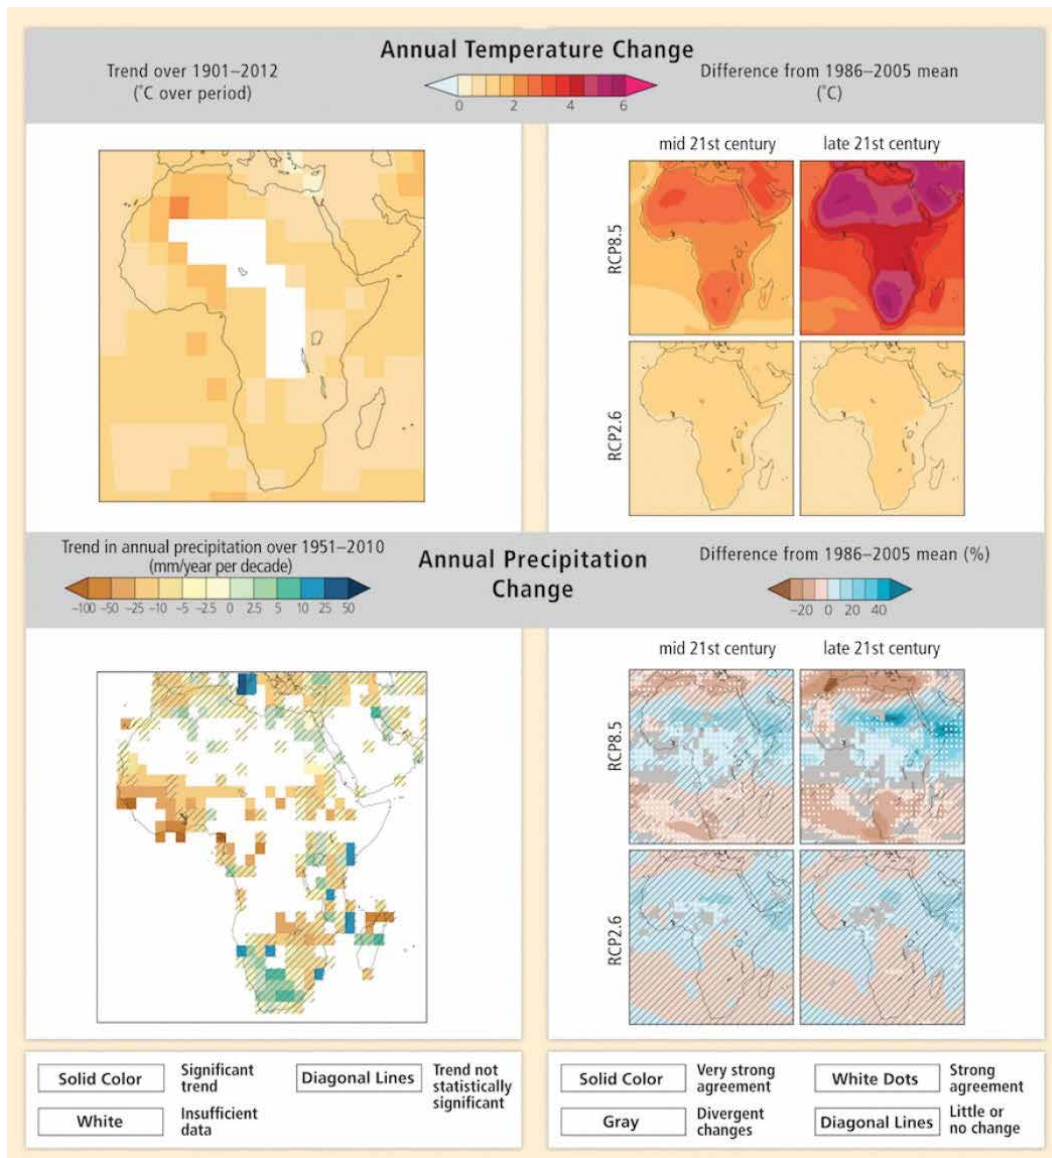 Annual Temperature Change
Trend over 1901–2012
(˚C over period)
0 2 4 6
Difference from 1986–2005 mean
(˚C)
mid 21st century
late 21st century
RCP8.5
RCP2.6
Trend in annual precipitation over 1951–2010
(mm/year per decade)
–100 –50 –25 –10 –5 –2.5 0 2.5 5 10 25 50
Annual Precipitation
Change
Difference from 1986–2005 mean (%)
–20 0 20 40
mid 21st century
late 21st century
RCP8.5
RCP2.6
Solid Color
Significant
trend
Diagonal Lines
Trend not
statistically
significant
White
Insufficient
data
Solid Color
Very strong
agreement
White Dots
Strong
agreement
Gray
Divergent
changes
Diagonal Lines
Little or
no change